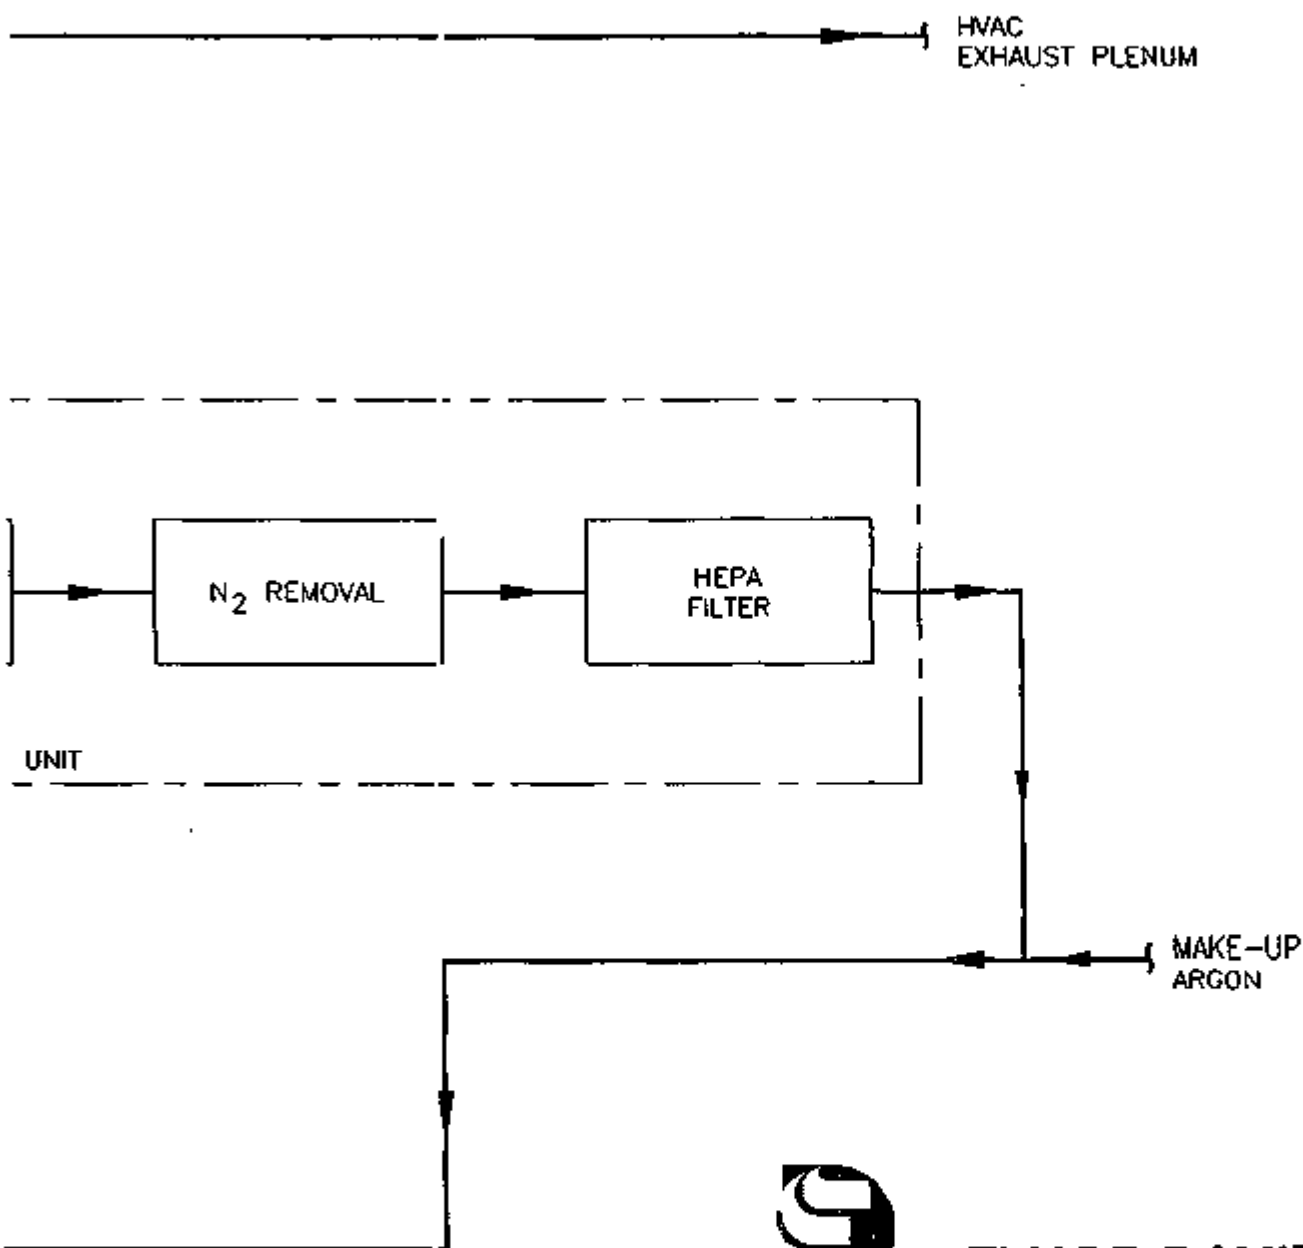 HVAC
EXHAUST PLENUM
N₂ REMOVAL
HEPA
FILTER
UNIT
MAKE-UP
ARGON